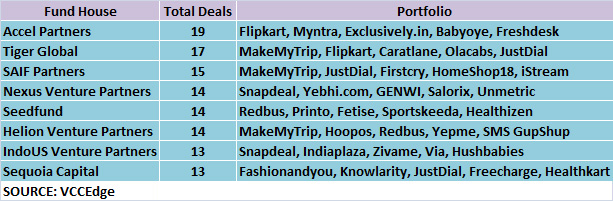 Fund House Total Deals Portfolio
Accel Partners 19 Flipkart, Myntra, Exclusively.in, Babyoye, Freshdesk
Tiger Global 17 MakeMyTrip, Flipkart, Caratlane, Olacabs, JustDial
SAIF Partners 15 MakeMyTrip, JustDial, Firstcry, HomeShop18, iStream
Nexus Venture Partners 14 Snapdeal, Yebhi.com, GENWI, Salorix, Unmetric
Seedfund 14 Redbus, Printo, Fetise, Sportskeeda, Healthizen
Helion Venture Partners 14 MakeMyTrip, Hoopos, Redbus, Yepme, SMS GupShup
IndoUS Venture Partners 13 Snapdeal, Indiaplaza, Zivame, Via, Hushbabies
Sequoia Capital 13 Fashionandyou, Knowlarity, JustDial, Freecharge, Healthkart
SOURCE: VCCEdge